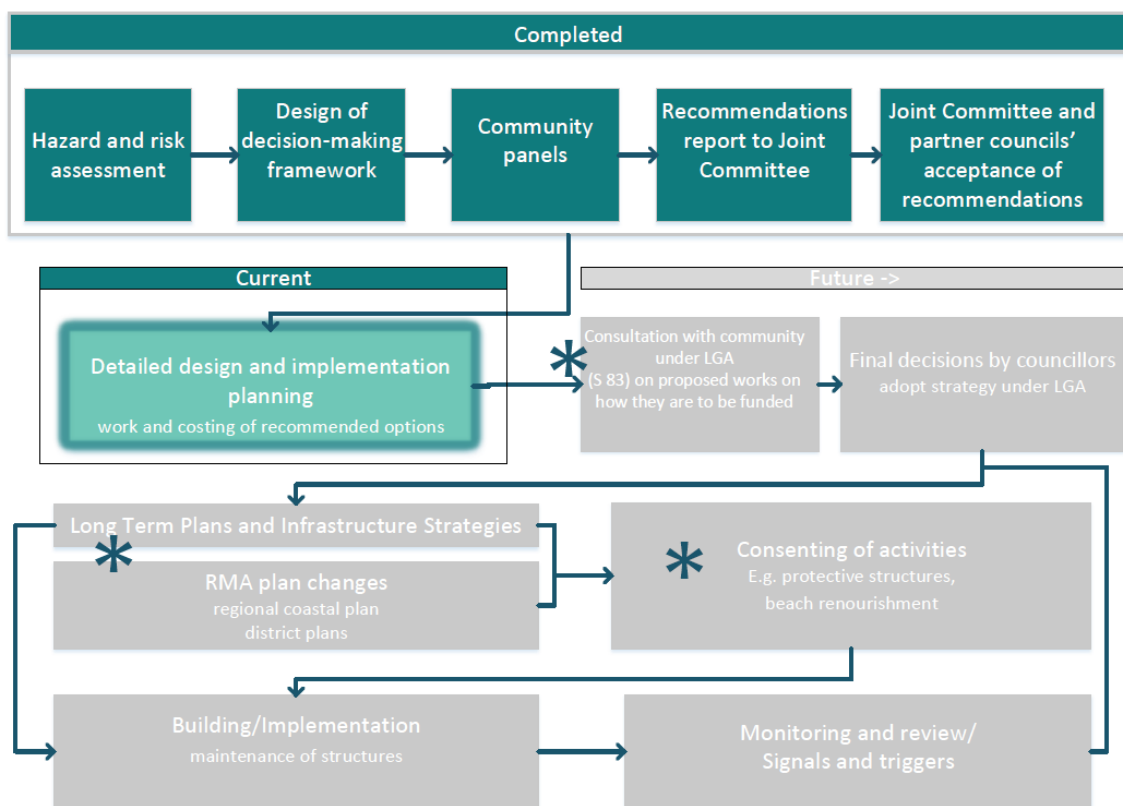 Completed
Hazard and risk
assessment
Design of
decision-making
framework
Community
panels
Recommendations
report to Joint
Committee
Joint Committee and
partner councils’
acceptance of
recommendations
Current
Detailed design and implementation
planning
work and costing of recommended options
Future ->
*
Consultation with community
under LGA
(S 83) on proposed works on
how they are to be funded
Final decisions by councillors
adopt strategy under LGA
Long Term Plans and Infrastructure Strategies
*
RMA plan changes
regional coastal plan
district plans
*
Consenting of activities
E.g. protective structures,
beach renourishment
Building/Implementation
maintenance of structures
Monitoring and review/
Signals and triggers